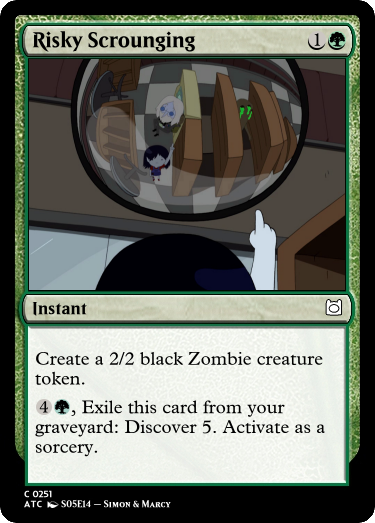 Risky Scrounging 1
Instant
Create a 2/2 black Zombie creature
token.
4, Exile this card from your
graveyard: Discover 5. Activate as a
sorcery.
C 0251
ATC S05E14 – Simon & Marcy